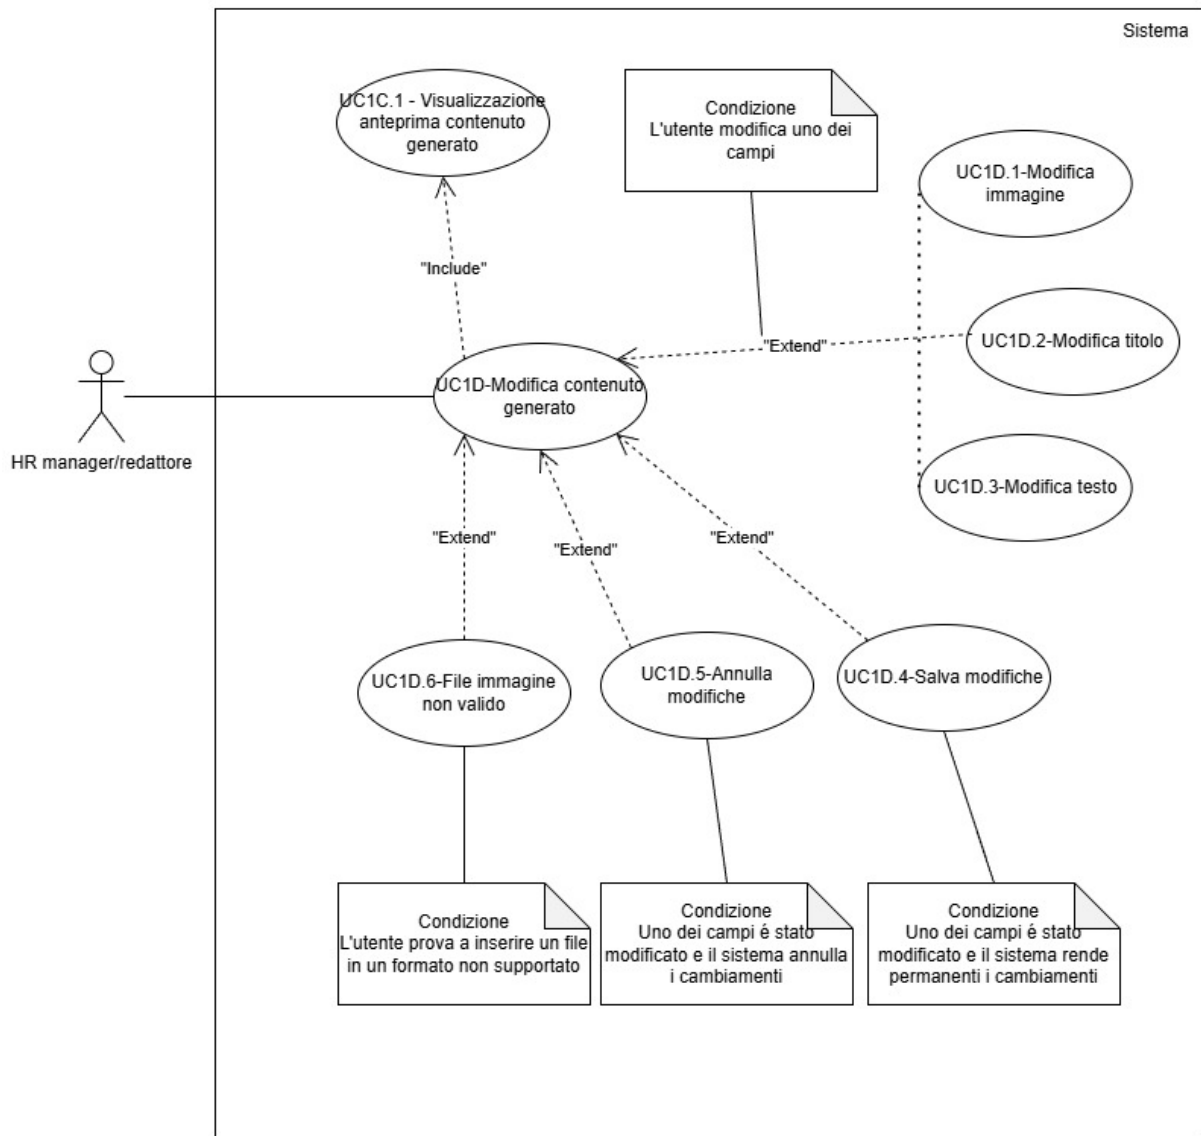 Sistema
UC1C.1 - Visualizzazione
anteprima contenuto
generato
Condizione
L'utente modifica uno dei
campi
UC1D.1-Modifica
immagine
"Include"
"Extend"
UC1D.2-Modifica titolo
UC1D-Modifica contenuto
generato
HR manager/redattore
UC1D.3-Modifica testo
"Extend"
"Extend"
"Extend"
UC1D.6-File immagine
non valido
UC1D.5-Annulla
modifiche
UC1D.4-Salva modifiche
Condizione
L'utente prova a inserire un file
in un formato non supportato
Condizione
Uno dei campi é stato
modificato e il sistema annulla
i cambiamenti
Condizione
Uno dei campi é stato
modificato e il sistema rende
permanenti i cambiamenti